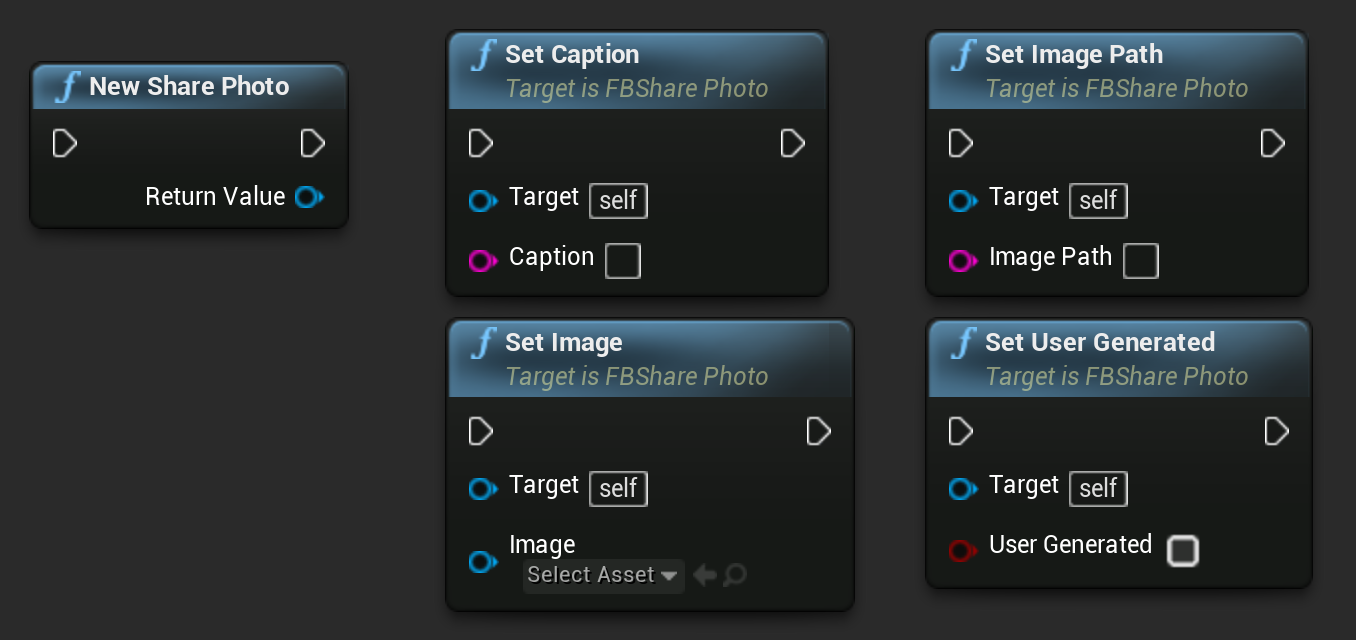 New Share Photo
Return Value
Set Caption
Target is FBShare Photo
Target self
Caption
Set Image Path
Target is FBShare Photo
Target self
Image Path
Set Image
Target is FBShare Photo
Target self
Image
Select Asset
Set User Generated
Target is FBShare Photo
Target self
User Generated